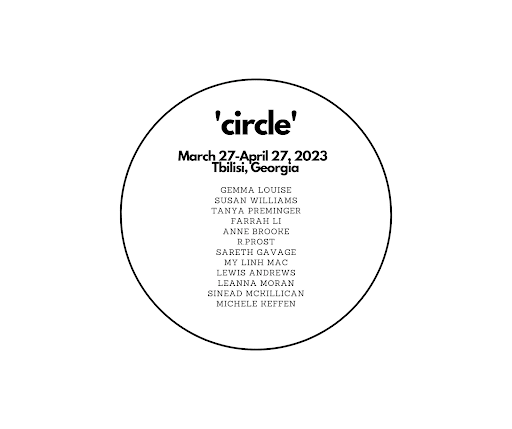 'circle'
March 27-April 27, 2023
Tbilisi, Georgia
GEMMA LOUISE
SUSAN WILLIAMS
TANYA PREMINGER
FARRAH LI
ANNE BROOKE
R.PROST
SARETH GAVAGE
MY LINH MAC
LEWIS ANDREWS
LEANNA MORAN
SINEAD MCKILLICAN
MICHELE KEFFEN